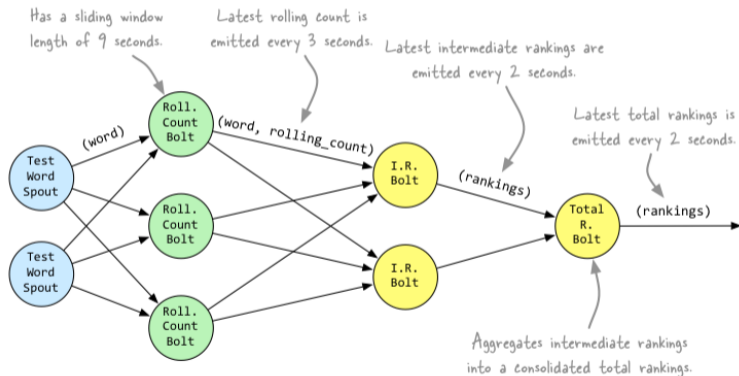 Has a sliding window
length of 9 seconds.
Latest rolling count is
emitted every 3 seconds.
Latest intermediate rankings are
emitted every 2 seconds.
Latest total rankings is
emitted every 2 seconds.
Test
Word
Spout
Test
Word
Spout
(word)
Roll.
Count
Bolt
Roll.
Count
Bolt
Roll.
Count
Bolt
(word, rolling_count)
I.R.
Bolt
I.R.
Bolt
(rankings)
Total
R.
Bolt
(rankings)
Aggregates intermediate rankings
into a consolidated total rankings.